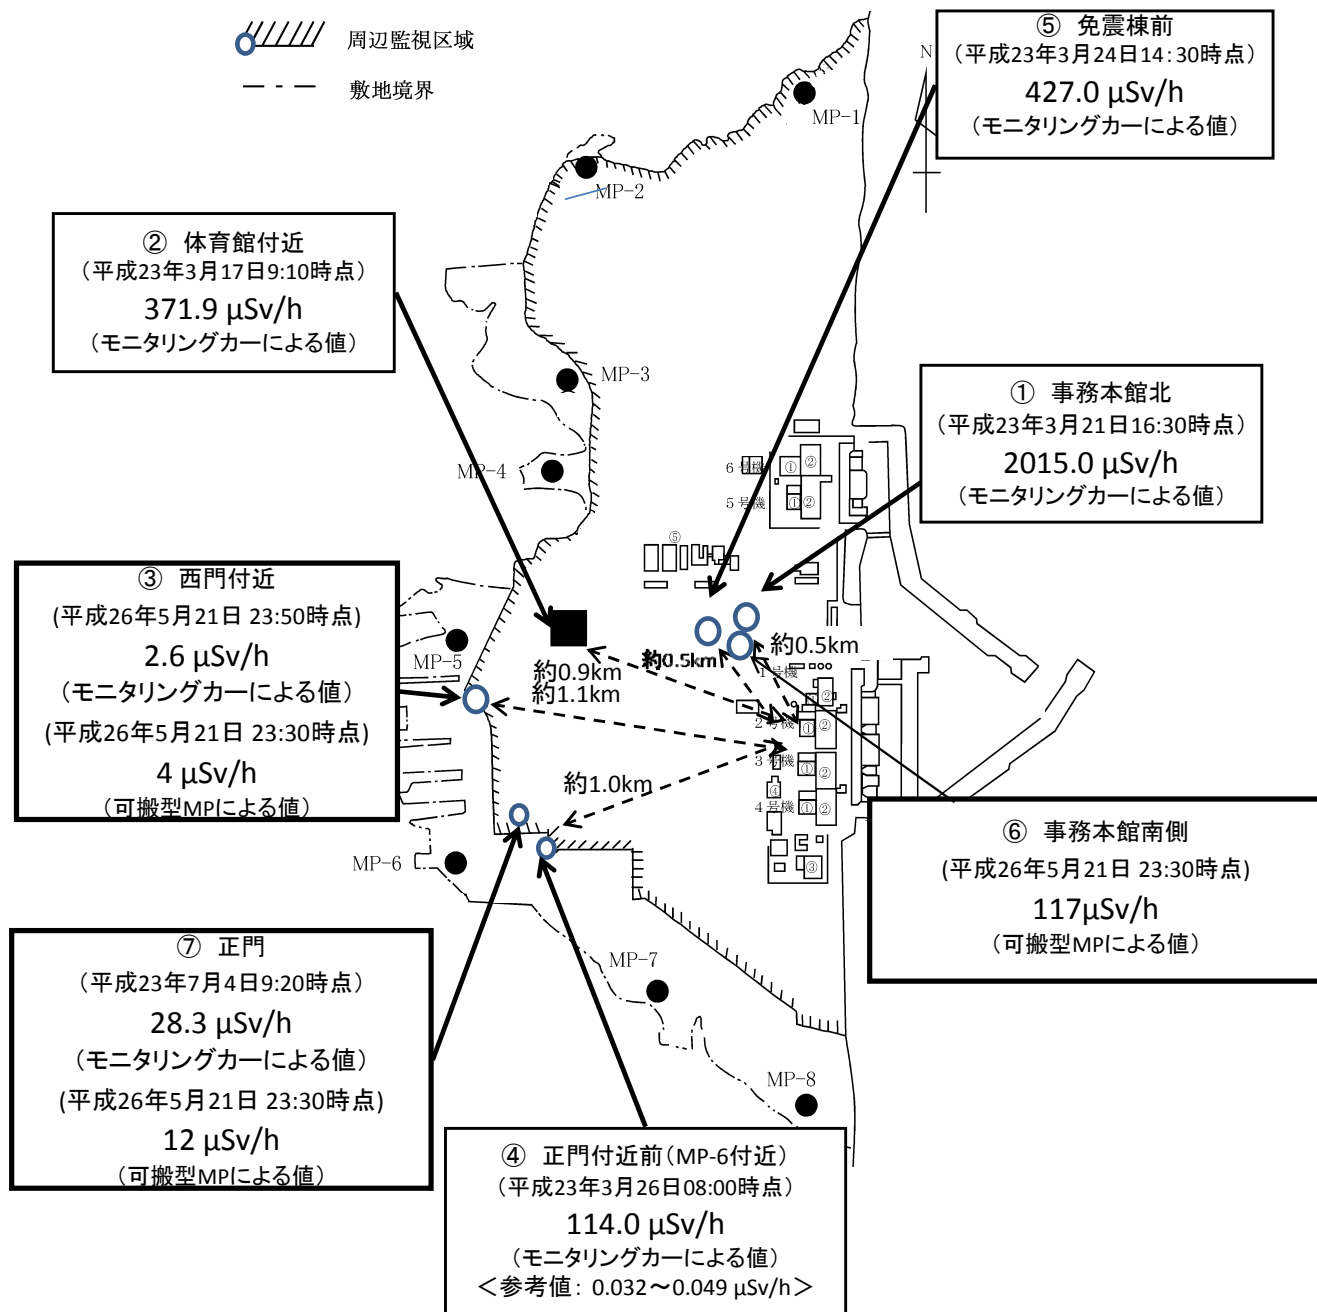 周辺監視区域
敷地境界
⑤ 免震棟前
(平成23年3月24日14:30時点)
427.0 μSv/h
(モニタリングカーによる値)
N
MP-1
MP-2
② 体育館付近
(平成23年3月17日9:10時点)
371.9 μSv/h
(モニタリングカーによる値)
MP-3
MP-4
① 事務本館北
(平成23年3月21日16:30時点)
2015.0 μSv/h
(モニタリングカーによる値)
6号機
①
②
5号機
①
②
⑤
③ 西門付近
(平成26年5月21日 23:50時点)
2.6 μSv/h
(モニタリングカーによる値)
(平成26年5月21日 23:30時点)
4 μSv/h
(可搬型MPによる値)
MP-5
約0.9km
約1.1km
約0.5km
約0.5km
1号機
②
2号機
①
②
3号機
①
②
④
4号機
①
②
③
約1.0km
MP-6
⑥ 事務本館南側
(平成26年5月21日 23:30時点)
117μSv/h
(可搬型MPによる値)
⑦ 正門
(平成23年7月4日9:20時点)
28.3 μSv/h
(モニタリングカーによる値)
(平成26年5月21日 23:30時点)
12 μSv/h
(可搬型MPによる値)
MP-7
MP-8
④ 正門付近前(MP-6付近)
(平成23年3月26日08:00時点)
114.0 μSv/h
(モニタリングカーによる値)
<参考値: 0.032~0.049 μSv/h>